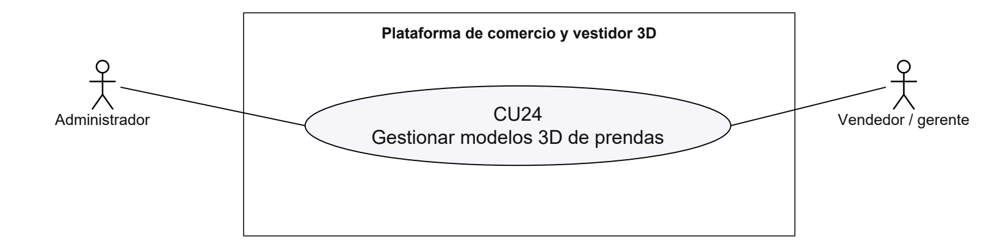 Plataforma de comercio y vestidor 3D
Administrador
CU24
Gestionar modelos 3D de prendas
Vendedor / gerente